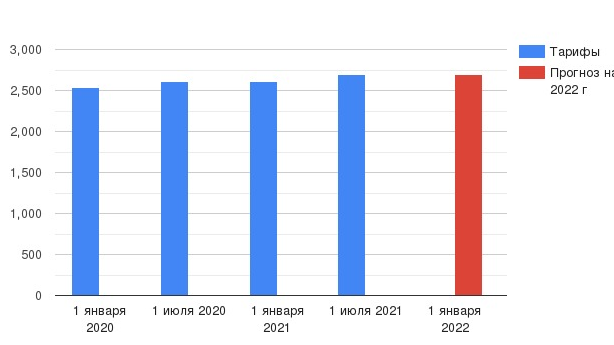 3,000
2,500
2,000
1,500
1,000
500
0
1 января
2020
1 июля 2020
1 января
2021
1 июля 2021
1 января
2022
Тарифы
Прогноз на
2022 г